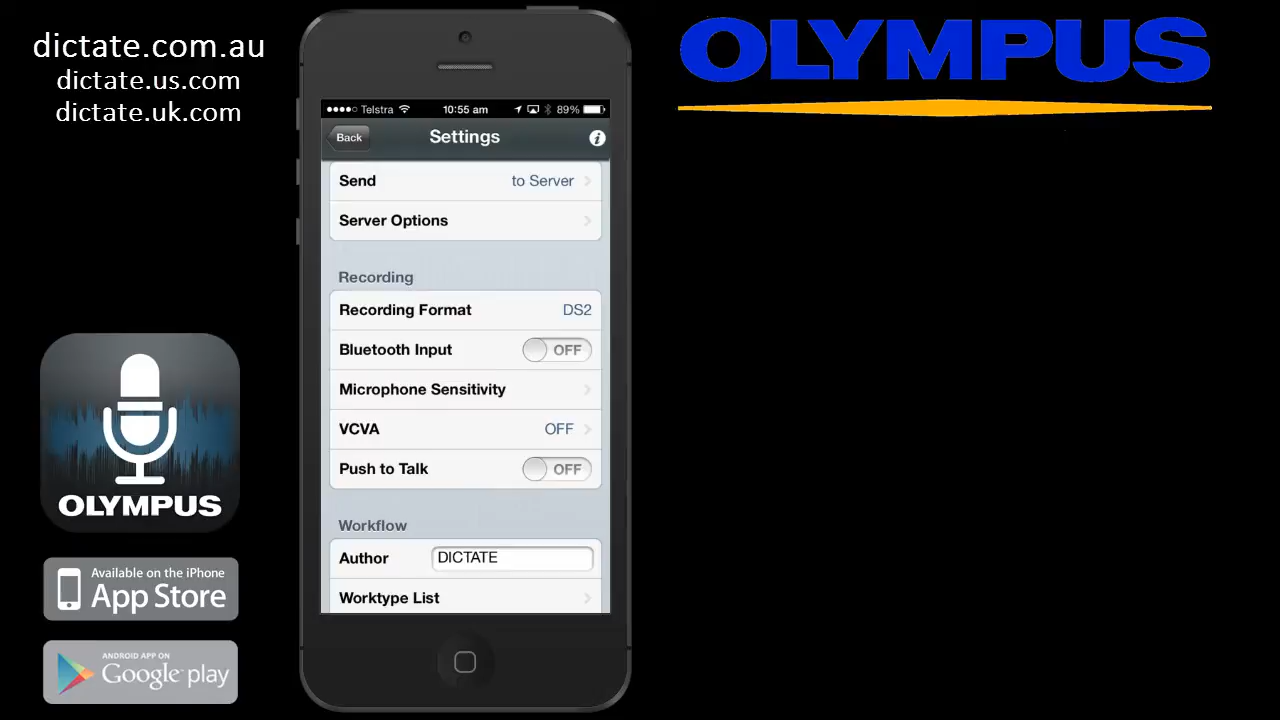 dictate.com.au
dictate.us.com
dictate.uk.com
OLYMPUS
Telstra 10:55 am 89%
Back Settings i
Send to Server
Server Options
Recording
Recording Format DS2
Bluetooth Input OFF
Microphone Sensitivity
VCVA OFF
Push to Talk OFF
Workflow
Author DICTATE
Worktype List
OLYMPUS
Available on the iPhone
App Store
ANDROID APP ON
Google play